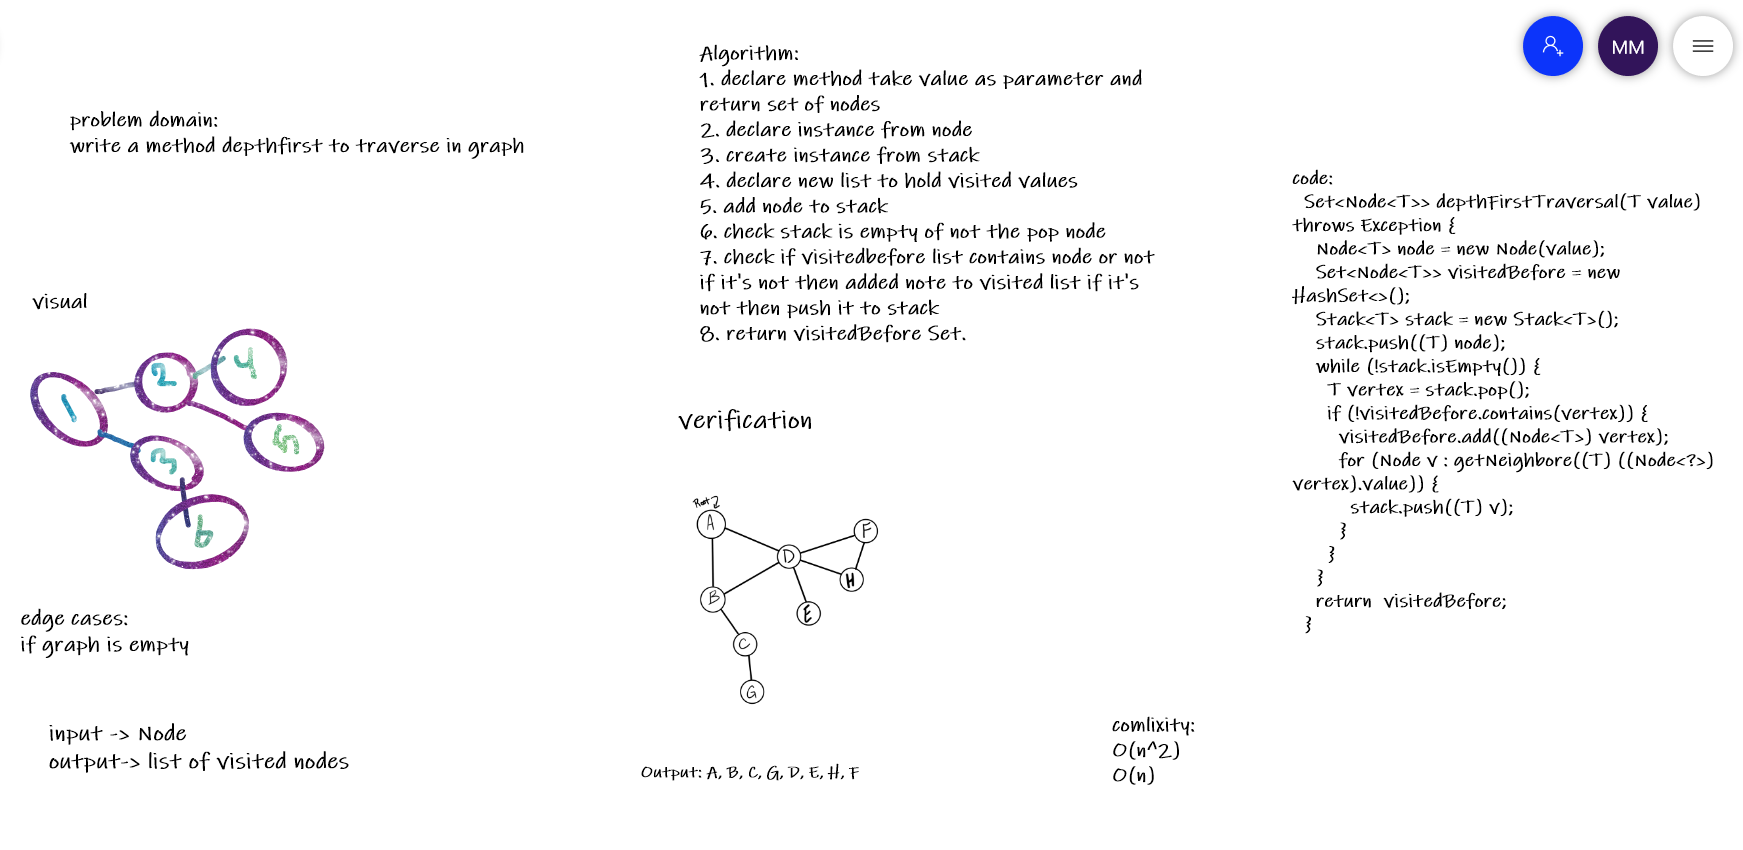 MM
problem domain:
write a method depthfirst to traverse in graph
visual
1
2
4
3
5
6
edge cases:
if graph is empty
input -> Node
output-> list of visited nodes
Algorithm:
1. declare method take value as parameter and
return set of nodes
2. declare instance from node
3. create instance from stack
4. declare new list to hold visited values
5. add node to stack
6. check stack is empty of not the pop node
7. check if visitedbefore list contains node or not
if it's not then added note to visited list if it's
not then push it to stack
8. return visitedBefore Set.
verification
Root
A
F
D
H
B
E
C
G
Output: A, B, C, G, D, E, H, F
comlixity:
O(n^2)
O(n)
code:
Set<Node<T>> depthFirstTraversal(T value)
throws Exception {
Node<T> node = new Node(value);
Set<Node<T>> visitedBefore = new
HashSet<>();
Stack<T> stack = new Stack<T>();
stack.push((T) node);
while (!stack.isEmpty()) {
T vertex = stack.pop();
if (!visitedBefore.contains(vertex)) {
visitedBefore.add((Node<T>) vertex);
for (Node v : getNeighbore((T) ((Node<?>)
vertex).value)) {
stack.push((T) v);
}
}
}
return visitedBefore;
}